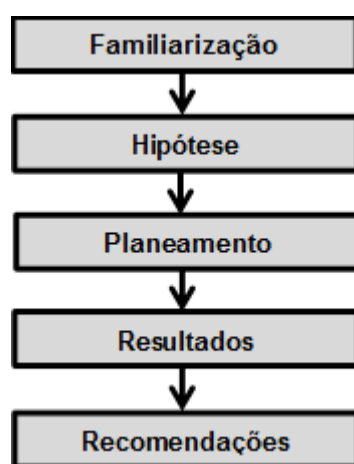 Familiarização
Hipótese
Planeamento
Resultados
Recomendações